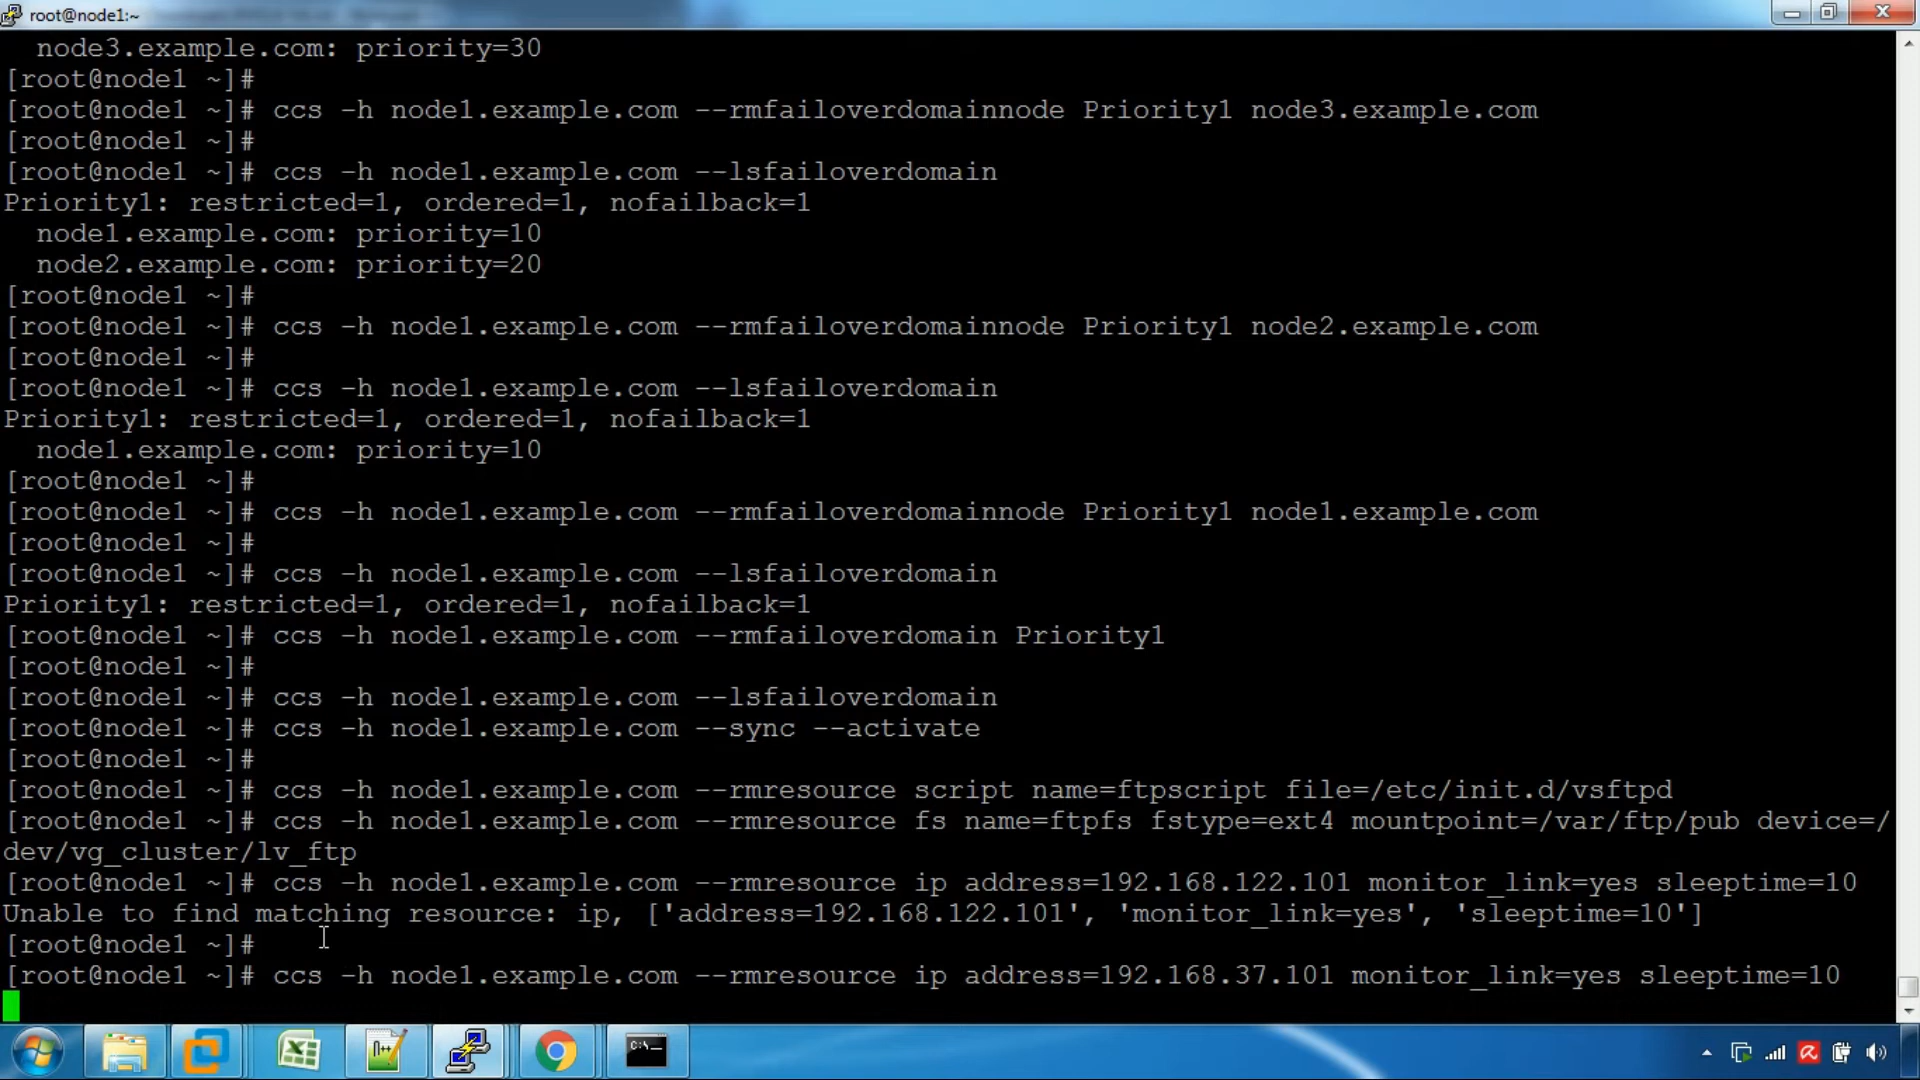 root@node1:~
node3.example.com: priority=30
[root@node1 ~]#
[root@node1 ~]# ccs -h node1.example.com --rmfailoverdomainnode Priority1 node3.example.com
[root@node1 ~]#
[root@node1 ~]# ccs -h node1.example.com --lsfailoverdomain
Priority1: restricted=1, ordered=1, nofailback=1
node1.example.com: priority=10
node2.example.com: priority=20
[root@node1 ~]#
[root@node1 ~]# ccs -h node1.example.com --rmfailoverdomainnode Priority1 node2.example.com
[root@node1 ~]#
[root@node1 ~]# ccs -h node1.example.com --lsfailoverdomain
Priority1: restricted=1, ordered=1, nofailback=1
node1.example.com: priority=10
[root@node1 ~]#
[root@node1 ~]# ccs -h node1.example.com --rmfailoverdomainnode Priority1 node1.example.com
[root@node1 ~]#
[root@node1 ~]# ccs -h node1.example.com --lsfailoverdomain
Priority1: restricted=1, ordered=1, nofailback=1
[root@node1 ~]# ccs -h node1.example.com --rmfailoverdomain Priority1
[root@node1 ~]#
[root@node1 ~]# ccs -h node1.example.com --lsfailoverdomain
[root@node1 ~]# ccs -h node1.example.com --sync --activate
[root@node1 ~]#
[root@node1 ~]# ccs -h node1.example.com --rmresource script name=ftpscript file=/etc/init.d/vsftpd
[root@node1 ~]# ccs -h node1.example.com --rmresource fs name=ftpfs fstype=ext4 mountpoint=/var/ftp/pub device=/
dev/vg_cluster/lv_ftp
[root@node1 ~]# ccs -h node1.example.com --rmresource ip address=192.168.122.101 monitor_link=yes sleeptime=10
Unable to find matching resource: ip, ['address=192.168.122.101', 'monitor_link=yes', 'sleeptime=10']
[root@node1 ~]#
[root@node1 ~]# ccs -h node1.example.com --rmresource ip address=192.168.37.101 monitor_link=yes sleeptime=10